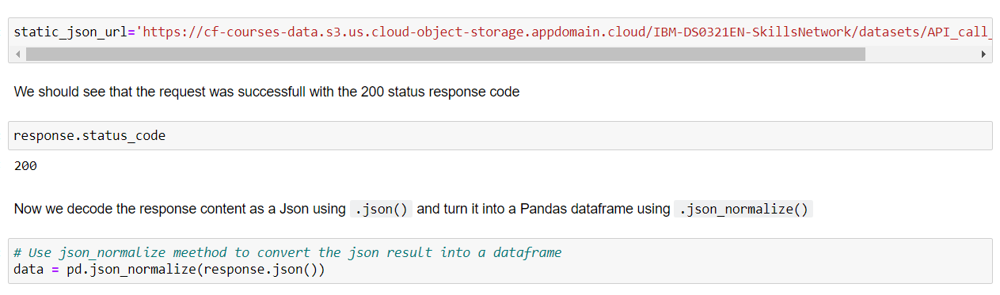 static_json_url='https://cf-courses-data.s3.us.cloud-object-storage.appdomain.cloud/IBM-DS0321EN-SkillsNetwork/datasets/API_call_
We should see that the request was successfull with the 200 status response code
response.status_code
200
Now we decode the response content as a Json using .json() and turn it into a Pandas dataframe using .json_normalize()
# Use json_normalize meethod to convert the json result into a dataframe
data = pd.json_normalize(response.json())